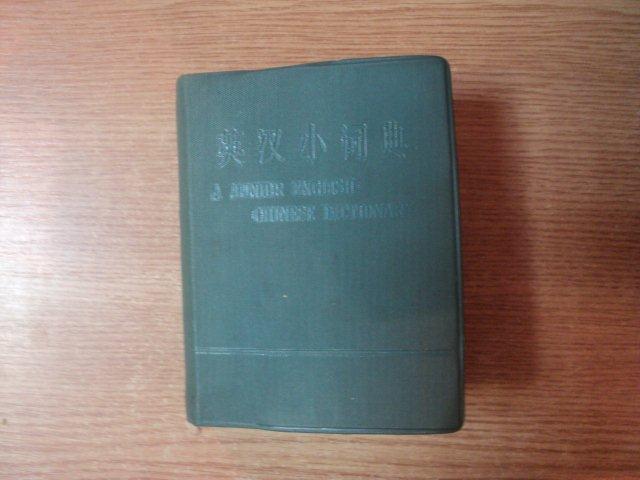 英汉小词典
A JUNIOR ENGLISH-
CHINESE DICTIONARY